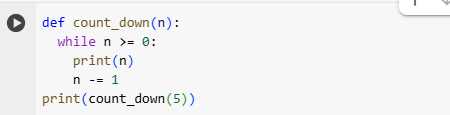 def count_down(n):
  while n >= 0:
    print(n)
    n -= 1
print(count_down(5))